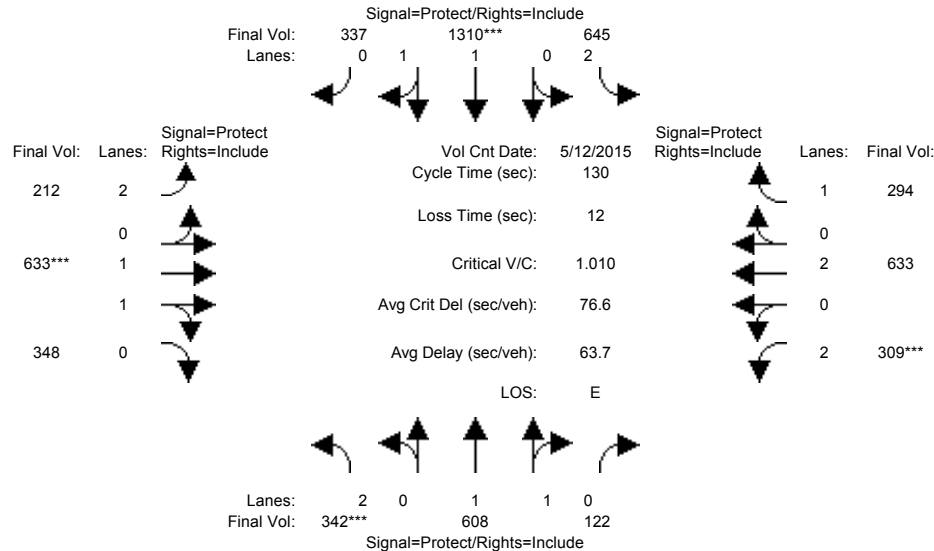 Signal=Protect/Rights=Include
Final Vol: 337 1310*** 645
Lanes: 0 1 1 0 2
Signal=Protect Signal=Protect
Final Vol: Lanes: Rights=Include Vol Cnt Date: 5/12/2015 Rights=Include Lanes: Final Vol:
Cycle Time (sec): 130
212 2 1 294
Loss Time (sec): 12
0 0
633*** 1 Critical V/C: 1.010 2 633
1 Avg Crit Del (sec/veh): 76.6 0
348 0 Avg Delay (sec/veh): 63.7 2 309***
LOS: E
Lanes: 2 0 1 1 0
Final Vol: 342*** 608 122
Signal=Protect/Rights=Include